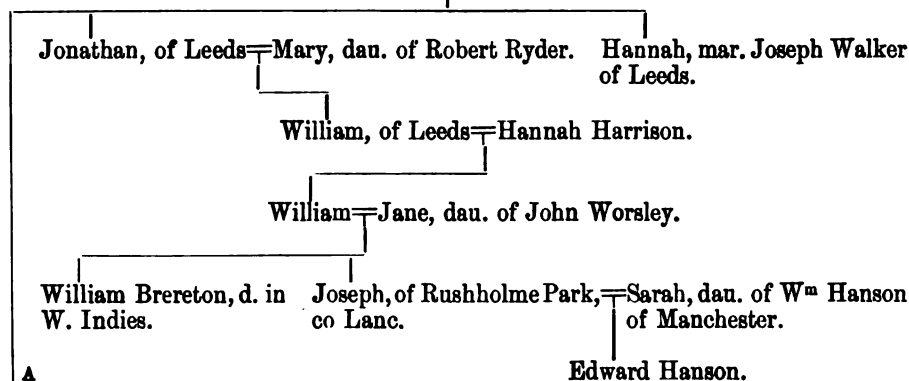 Jonathan, of Leeds=Mary, dau. of Robert Ryder. Hannah, mar. Joseph Walker
of Leeds.
William, of Leeds=Hannah Harrison.
William=Jane, dau. of John Worsley.
William Brereton, d. in Joseph, of Rushholme Park,=Sarah, dau. of Wᵐ Hanson
W. Indies. co Lanc. of Manchester.
A Edward Hanson.